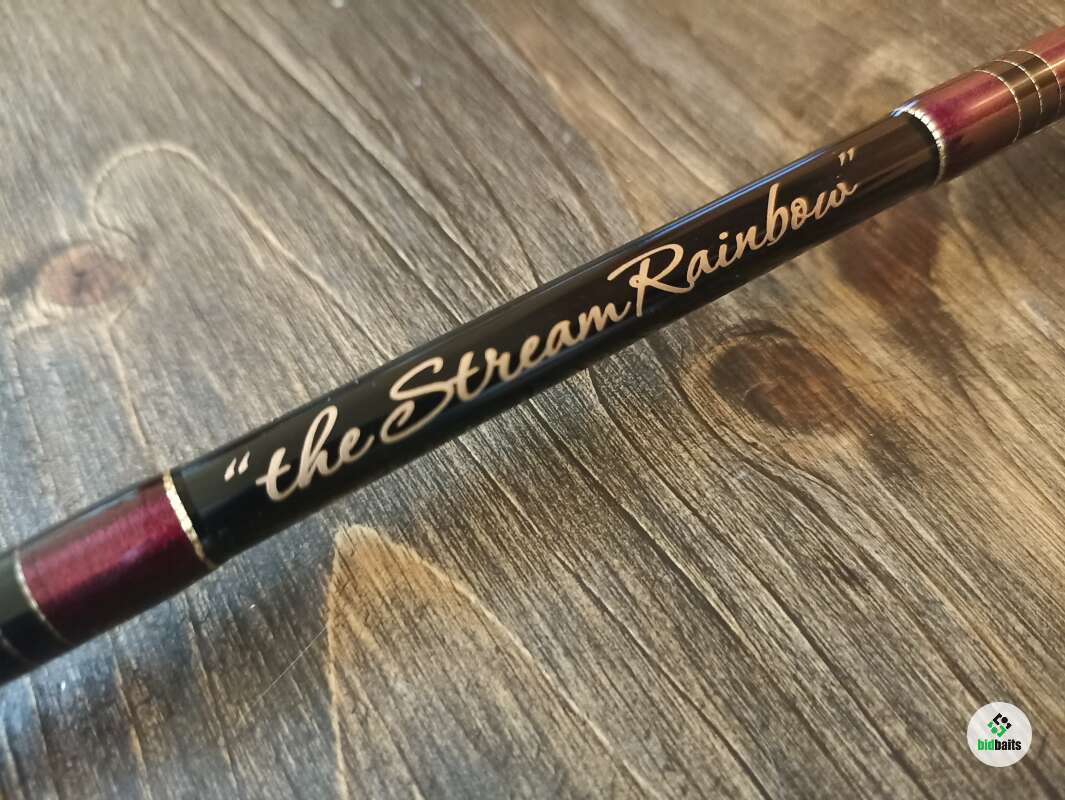 “the Stream Rainbow”
bidbaits